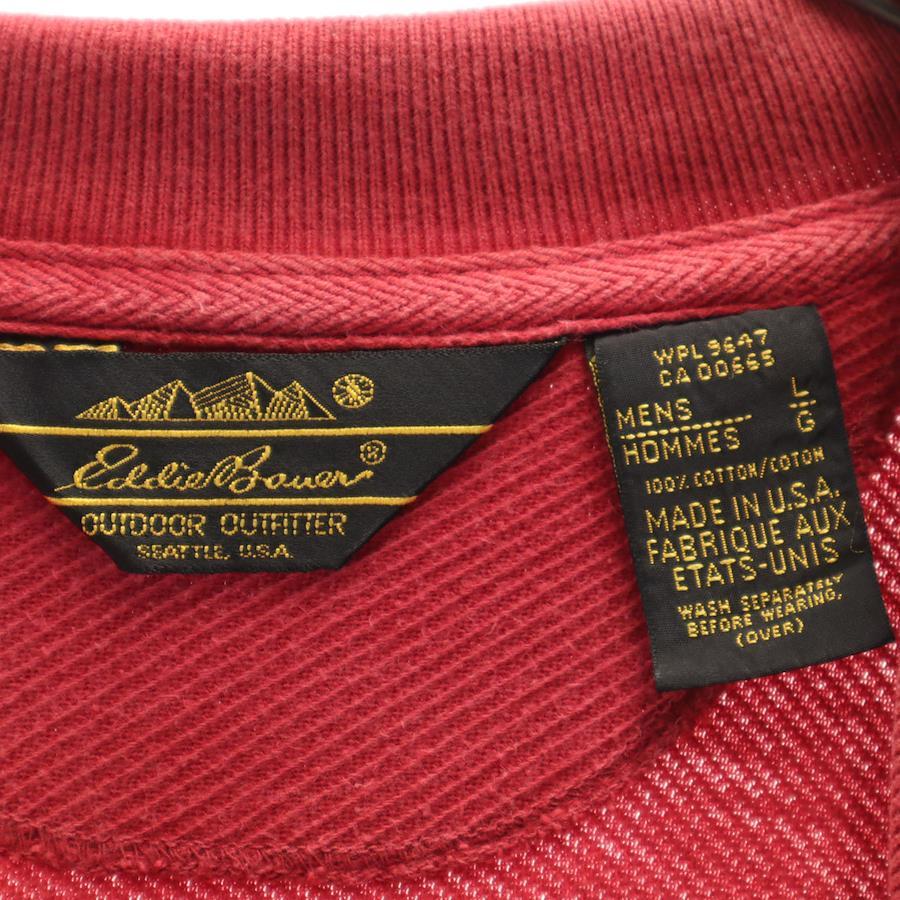 Eddie Bauer®
OUTDOOR OUTFITTER
SEATTLE, U.S.A.
WPL 9647
CA 00665
MENS L
HOMMES G
100% COTTON/COTON
MADE IN U.S.A.
FABRIQUE AUX
ETATS-UNIS
WASH SEPARATELY
BEFORE WEARING.
(OVER)